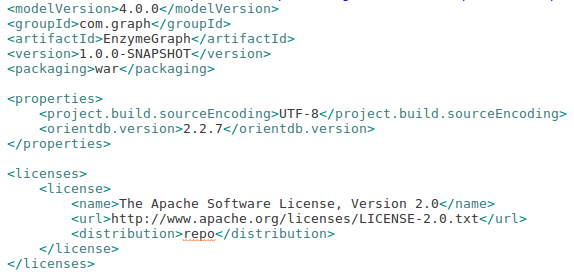 <modelVersion>4.0.0</modelVersion>
<groupId>com.graph</groupId>
<artifactId>EnzymeGraph</artifactId>
<version>1.0.0-SNAPSHOT</version>
<packaging>war</packaging>
<properties>
<project.build.sourceEncoding>UTF-8</project.build.sourceEncoding>
<orientdb.version>2.2.7</orientdb.version>
</properties>
<licenses>
<license>
<name>The Apache Software License, Version 2.0</name>
<url>http://www.apache.org/licenses/LICENSE-2.0.txt</url>
<distribution>repo</distribution>
</license>
</licenses>